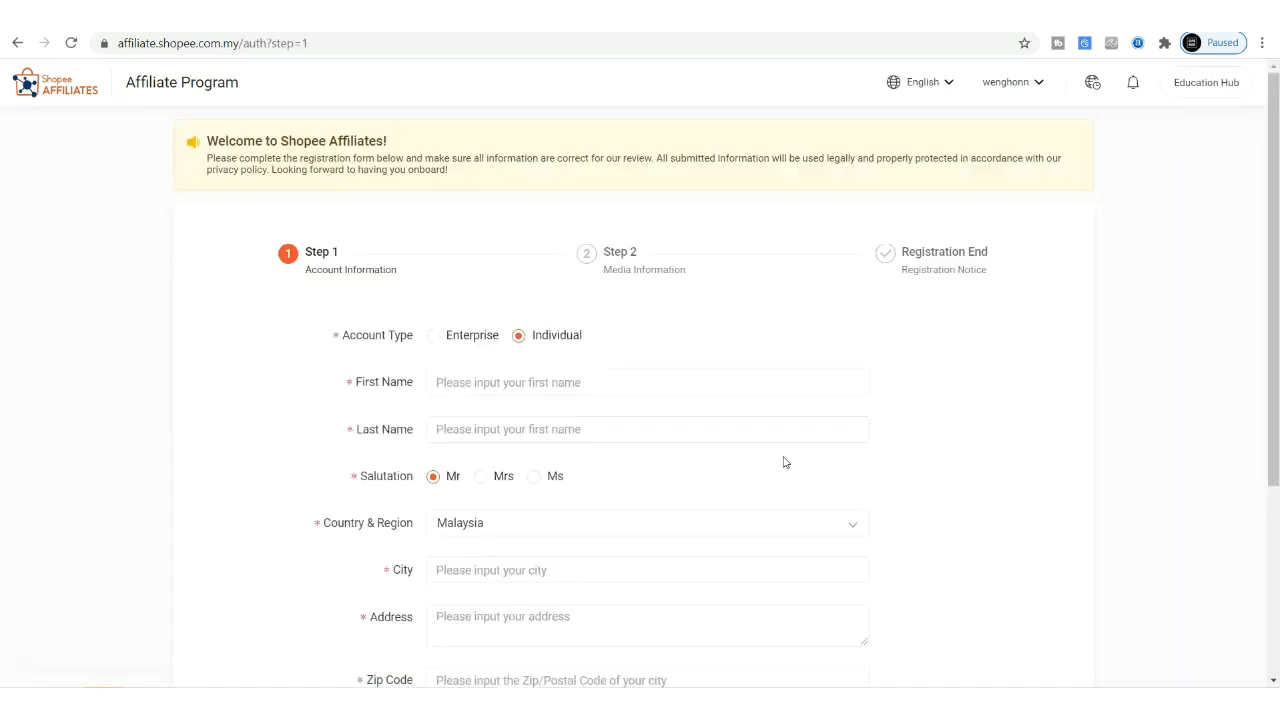 affiliate.shopee.com.my/auth?step=1
Paused
Shopee
AFFILIATES
Affiliate Program
English
wenghonn
Education Hub
Welcome to Shopee Affiliates!
Please complete the registration form below and make sure all information are correct for our review. All submitted information will be used legally and properly protected in accordance with our
privacy policy. Looking forward to having you onboard!
1 Step 1
Account Information
2 Step 2
Media Information
Registration End
Registration Notice
* Account Type Enterprise Individual
* First Name Please input your first name
* Last Name Please input your first name
* Salutation Mr Mrs Ms
* Country & Region Malaysia
* City Please input your city
* Address Please input your address
* Zip Code Please input the Zip/Postal Code of your city